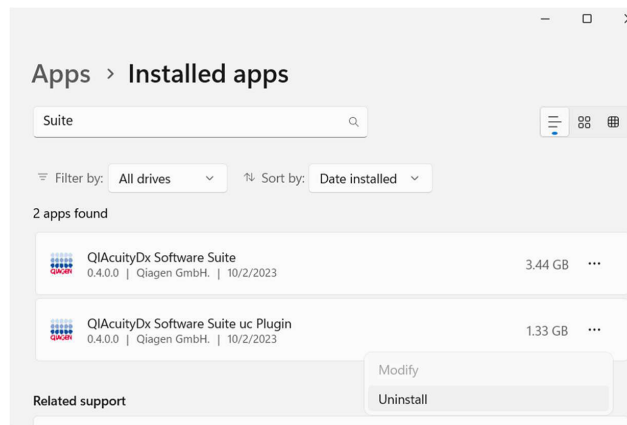 Apps > Installed apps
Suite
Filter by: All drives Sort by: Date installed
2 apps found
QIAcuityDx Software Suite
0.4.0.0 | Qiagen GmbH. | 10/2/2023
3.44 GB
QIAGEN
QIAcuityDx Software Suite uc Plugin
0.4.0.0 | Qiagen GmbH. | 10/2/2023
1.33 GB
QIAGEN
Modify
Uninstall
Related support